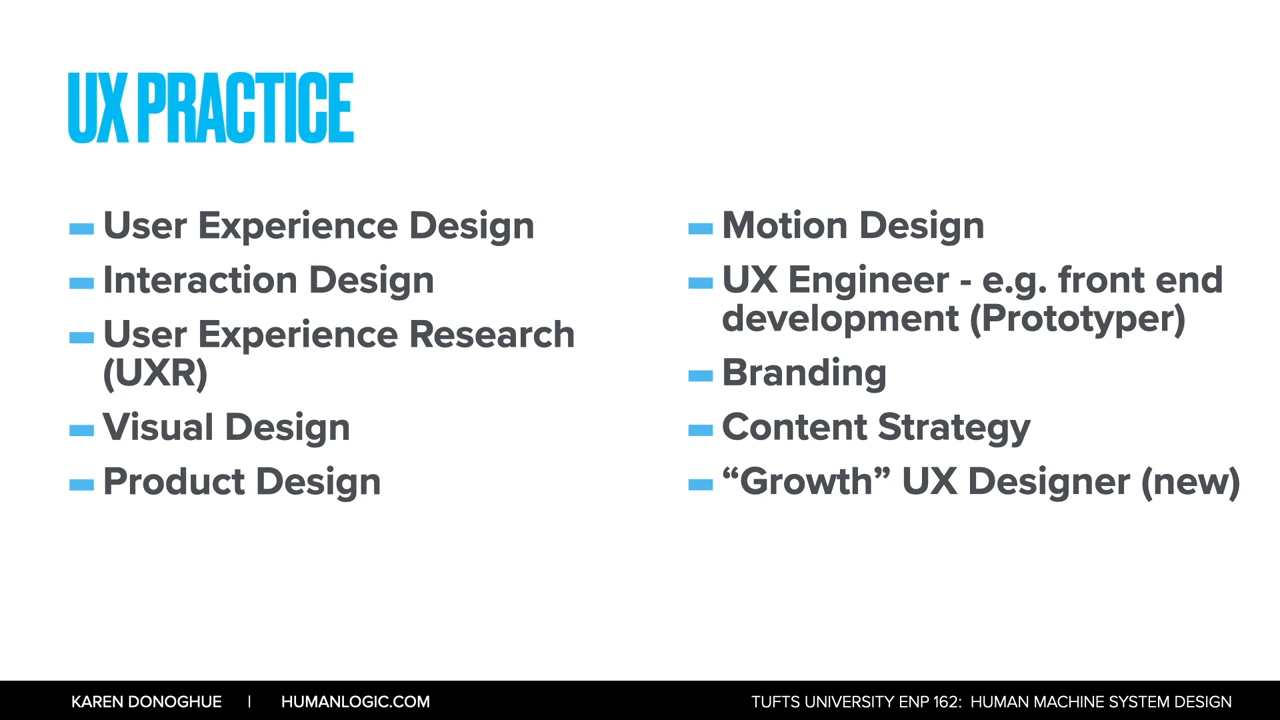 UX PRACTICE
User Experience Design
Interaction Design
User Experience Research
(UXR)
Visual Design
Product Design
Motion Design
UX Engineer - e.g. front end
development (Prototyper)
Branding
Content Strategy
“Growth” UX Designer (new)
KAREN DONOGHUE | HUMANLOGIC.COM
TUFTS UNIVERSITY ENP 162: HUMAN MACHINE SYSTEM DESIGN